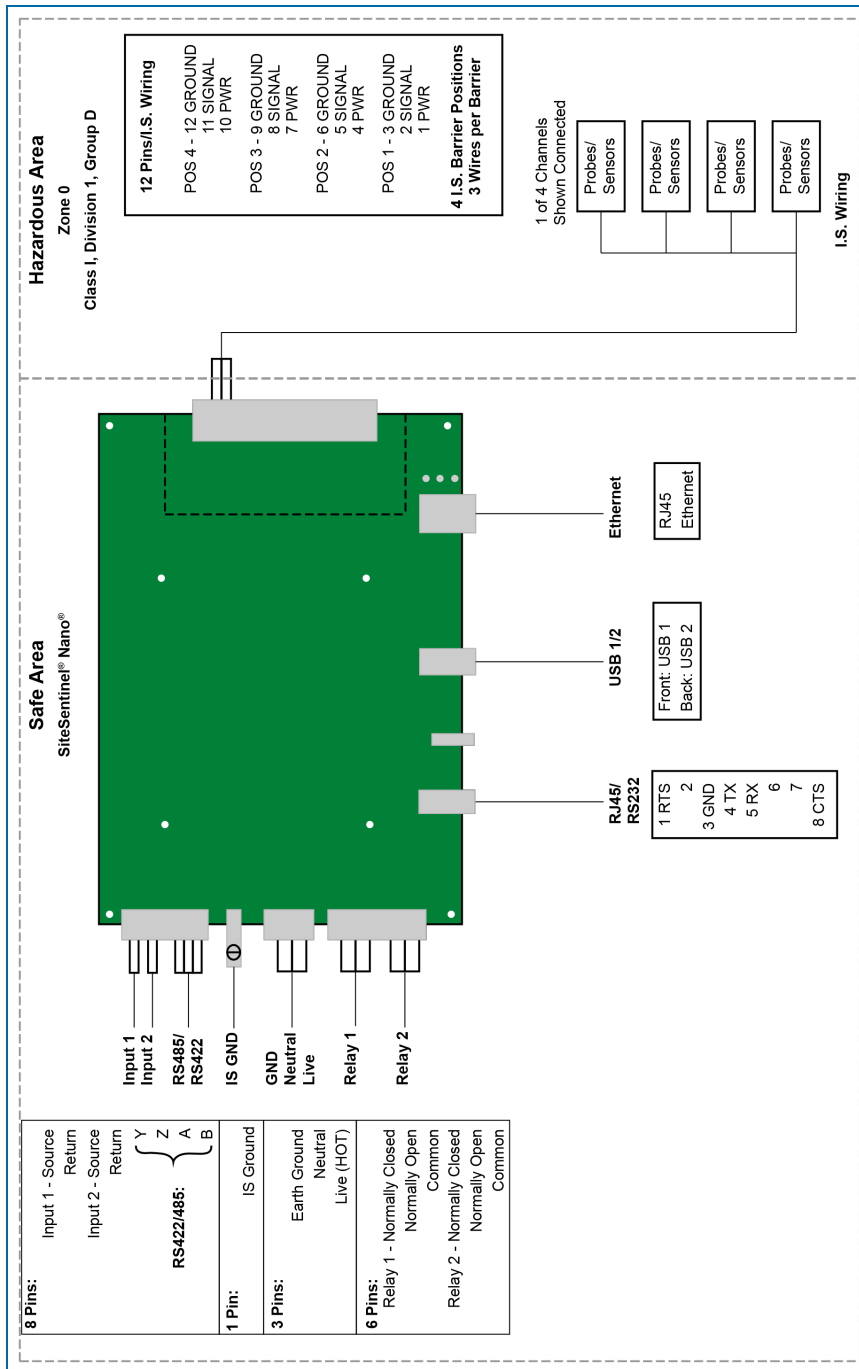 Hazardous Area
Zone 0
Class I, Division 1, Group D
12 Pins/I.S. Wiring
POS 4 - 12 GROUND
11 SIGNAL
10 PWR
POS 3 - 9 GROUND
8 SIGNAL
7 PWR
POS 2 - 6 GROUND
5 SIGNAL
4 PWR
POS 1 - 3 GROUND
2 SIGNAL
1 PWR
4 I.S. Barrier Positions
3 Wires per Barrier
1 of 4 Channels
Shown Connected
Probes/
Sensors
Probes/
Sensors
Probes/
Sensors
Probes/
Sensors
I.S. Wiring
Safe Area
SiteSentinel® Nano®
Ethernet
RJ45
Ethernet
USB 1/2
Front: USB 1
Back: USB 2
RJ45/
RS232
1 RTS
2
3 GND
4 TX
5 RX
6
7
8 CTS
Input 1
Input 2
RS485/
RS422
IS GND
GND
Neutral
Live
Relay 1
Relay 2
8 Pins:
Input 1 - Source
Return
Input 2 - Source
Return
RS422/485:
Y
Z
A
B
1 Pin:
IS Ground
3 Pins:
Earth Ground
Neutral
Live (HOT)
6 Pins:
Relay 1 - Normally Closed
Normally Open
Common
Relay 2 - Normally Closed
Normally Open
Common